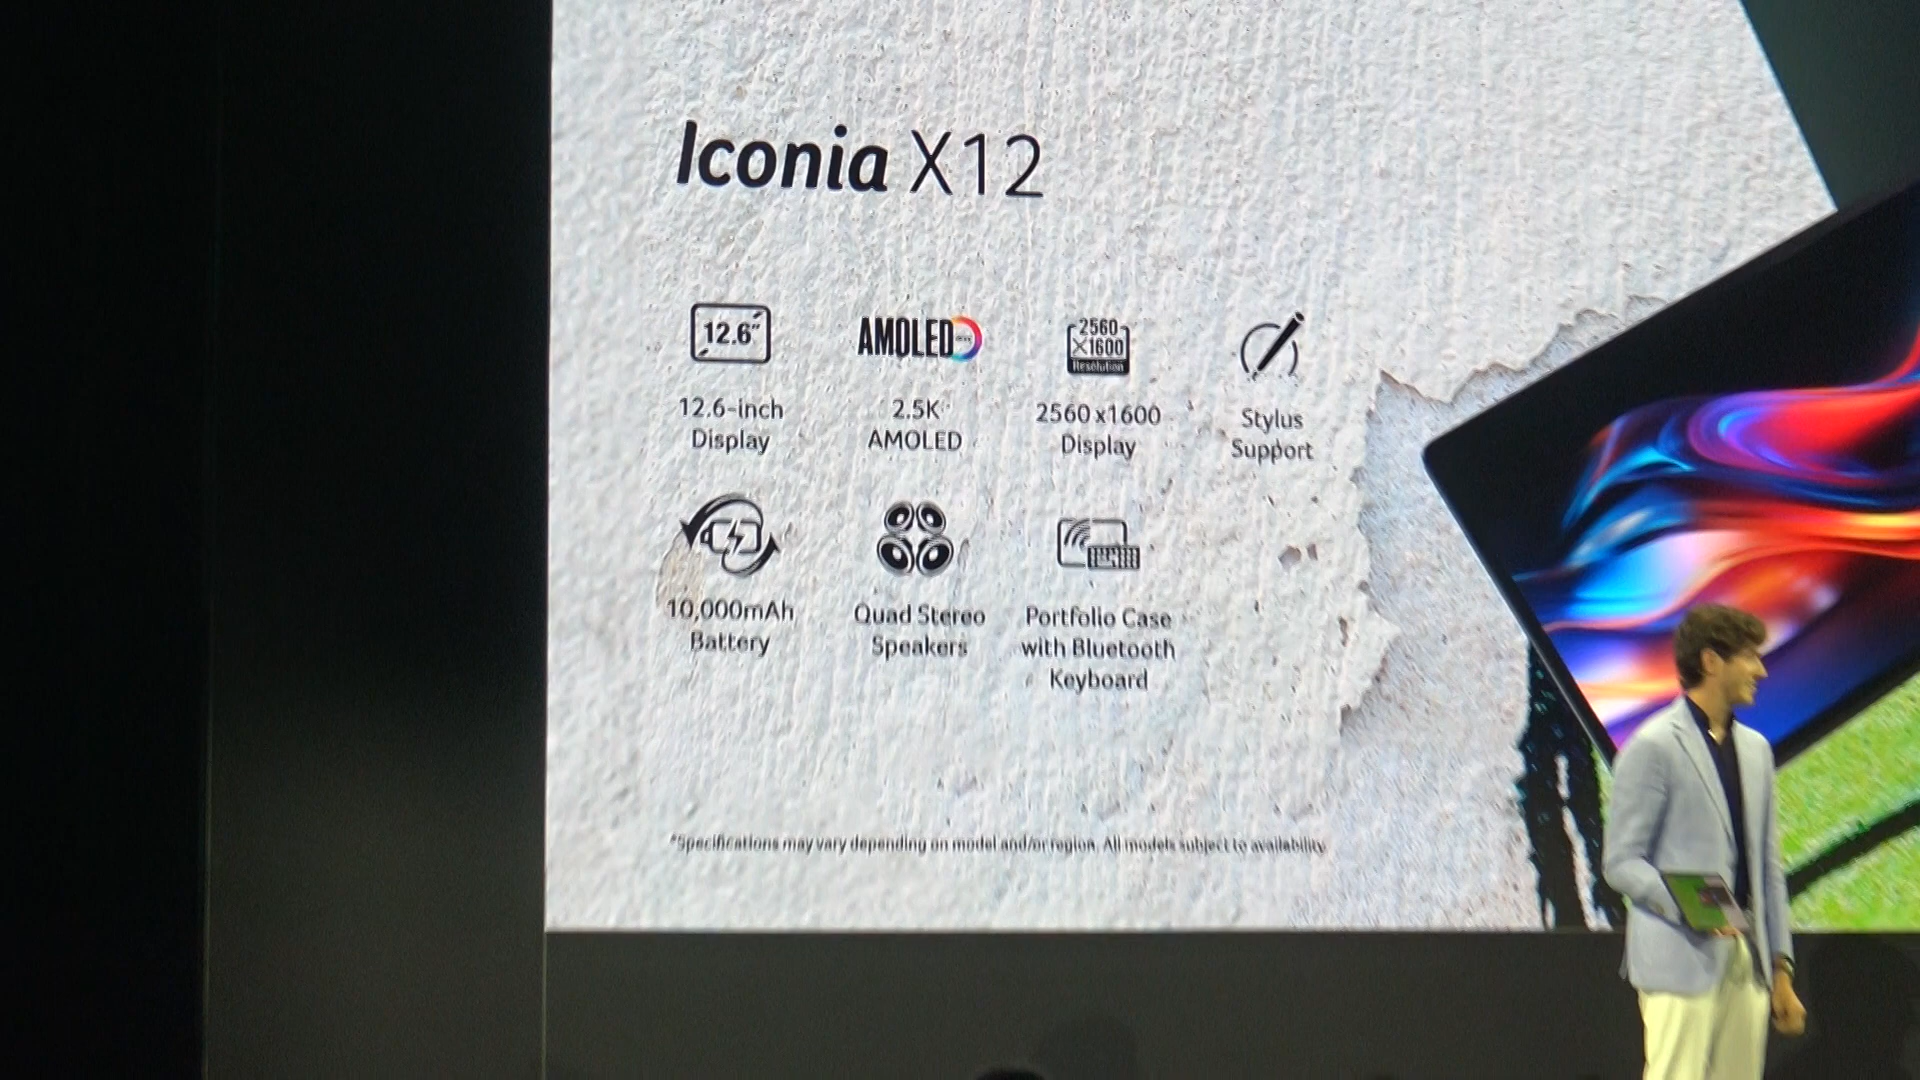 Iconia X12
12.6"
AMOLED
2560
X1600
Resolution
12.6-inch
Display
2.5K
AMOLED
2560 x1600
Display
Stylus
Support
10,000mAh
Battery
Quad Stereo
Speakers
Portfolio Case
with Bluetooth
Keyboard
*Specifications may vary depending on model and/or region. All models subject to availability.